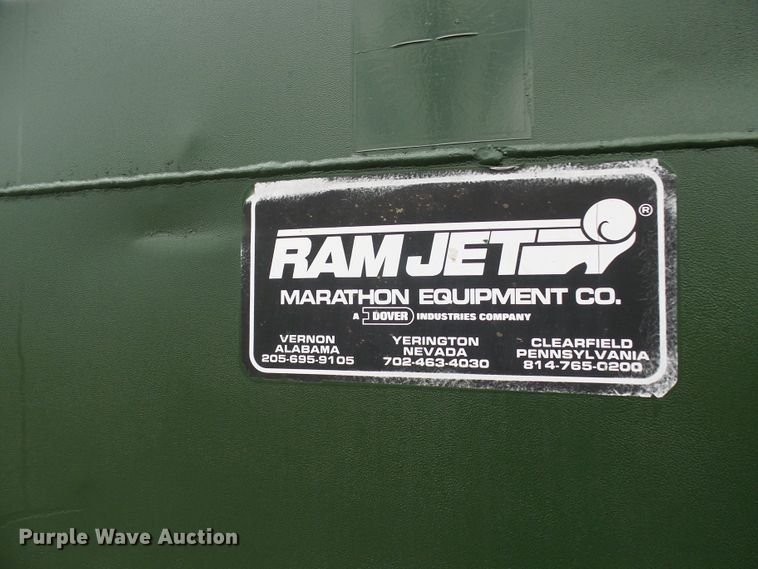 RAM JET ®
MARATHON EQUIPMENT CO.
A DOVER INDUSTRIES COMPANY
VERNON
ALABAMA
205-695-9105
YERINGTON
NEVADA
702-463-4030
CLEARFIELD
PENNSYLVANIA
814-765-0200
Purple Wave Auction